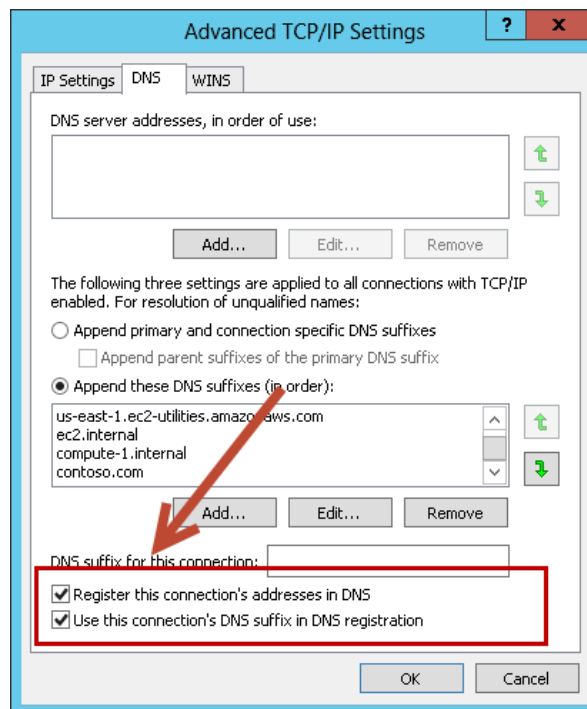 Advanced TCP/IP Settings
?
x
IP Settings
DNS
WINS
DNS server addresses, in order of use:
Add...
Edit...
Remove
The following three settings are applied to all connections with TCP/IP
enabled. For resolution of unqualified names:
Append primary and connection specific DNS suffixes
Append parent suffixes of the primary DNS suffix
Append these DNS suffixes (in order):
us-east-1.ec2-utilities.amazonaws.com
ec2.internal
compute-1.internal
contoso.com
Add...
Edit...
Remove
DNS suffix for this connection:
Register this connection's addresses in DNS
Use this connection's DNS suffix in DNS registration
OK
Cancel